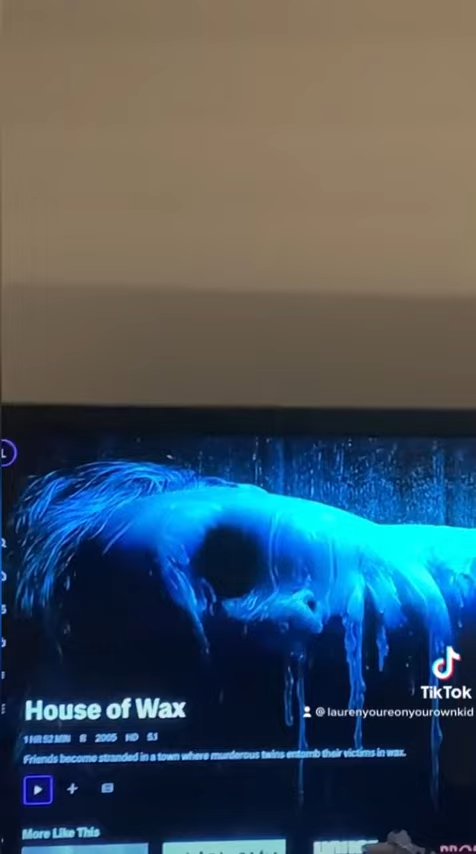 L
TikTok
House of Wax
@laurenyoureonyourownkid
1 HR 52 MIN R 2005 HD 5.1
Friends become stranded in a town where murderous twins entomb their victims in wax.
More Like This